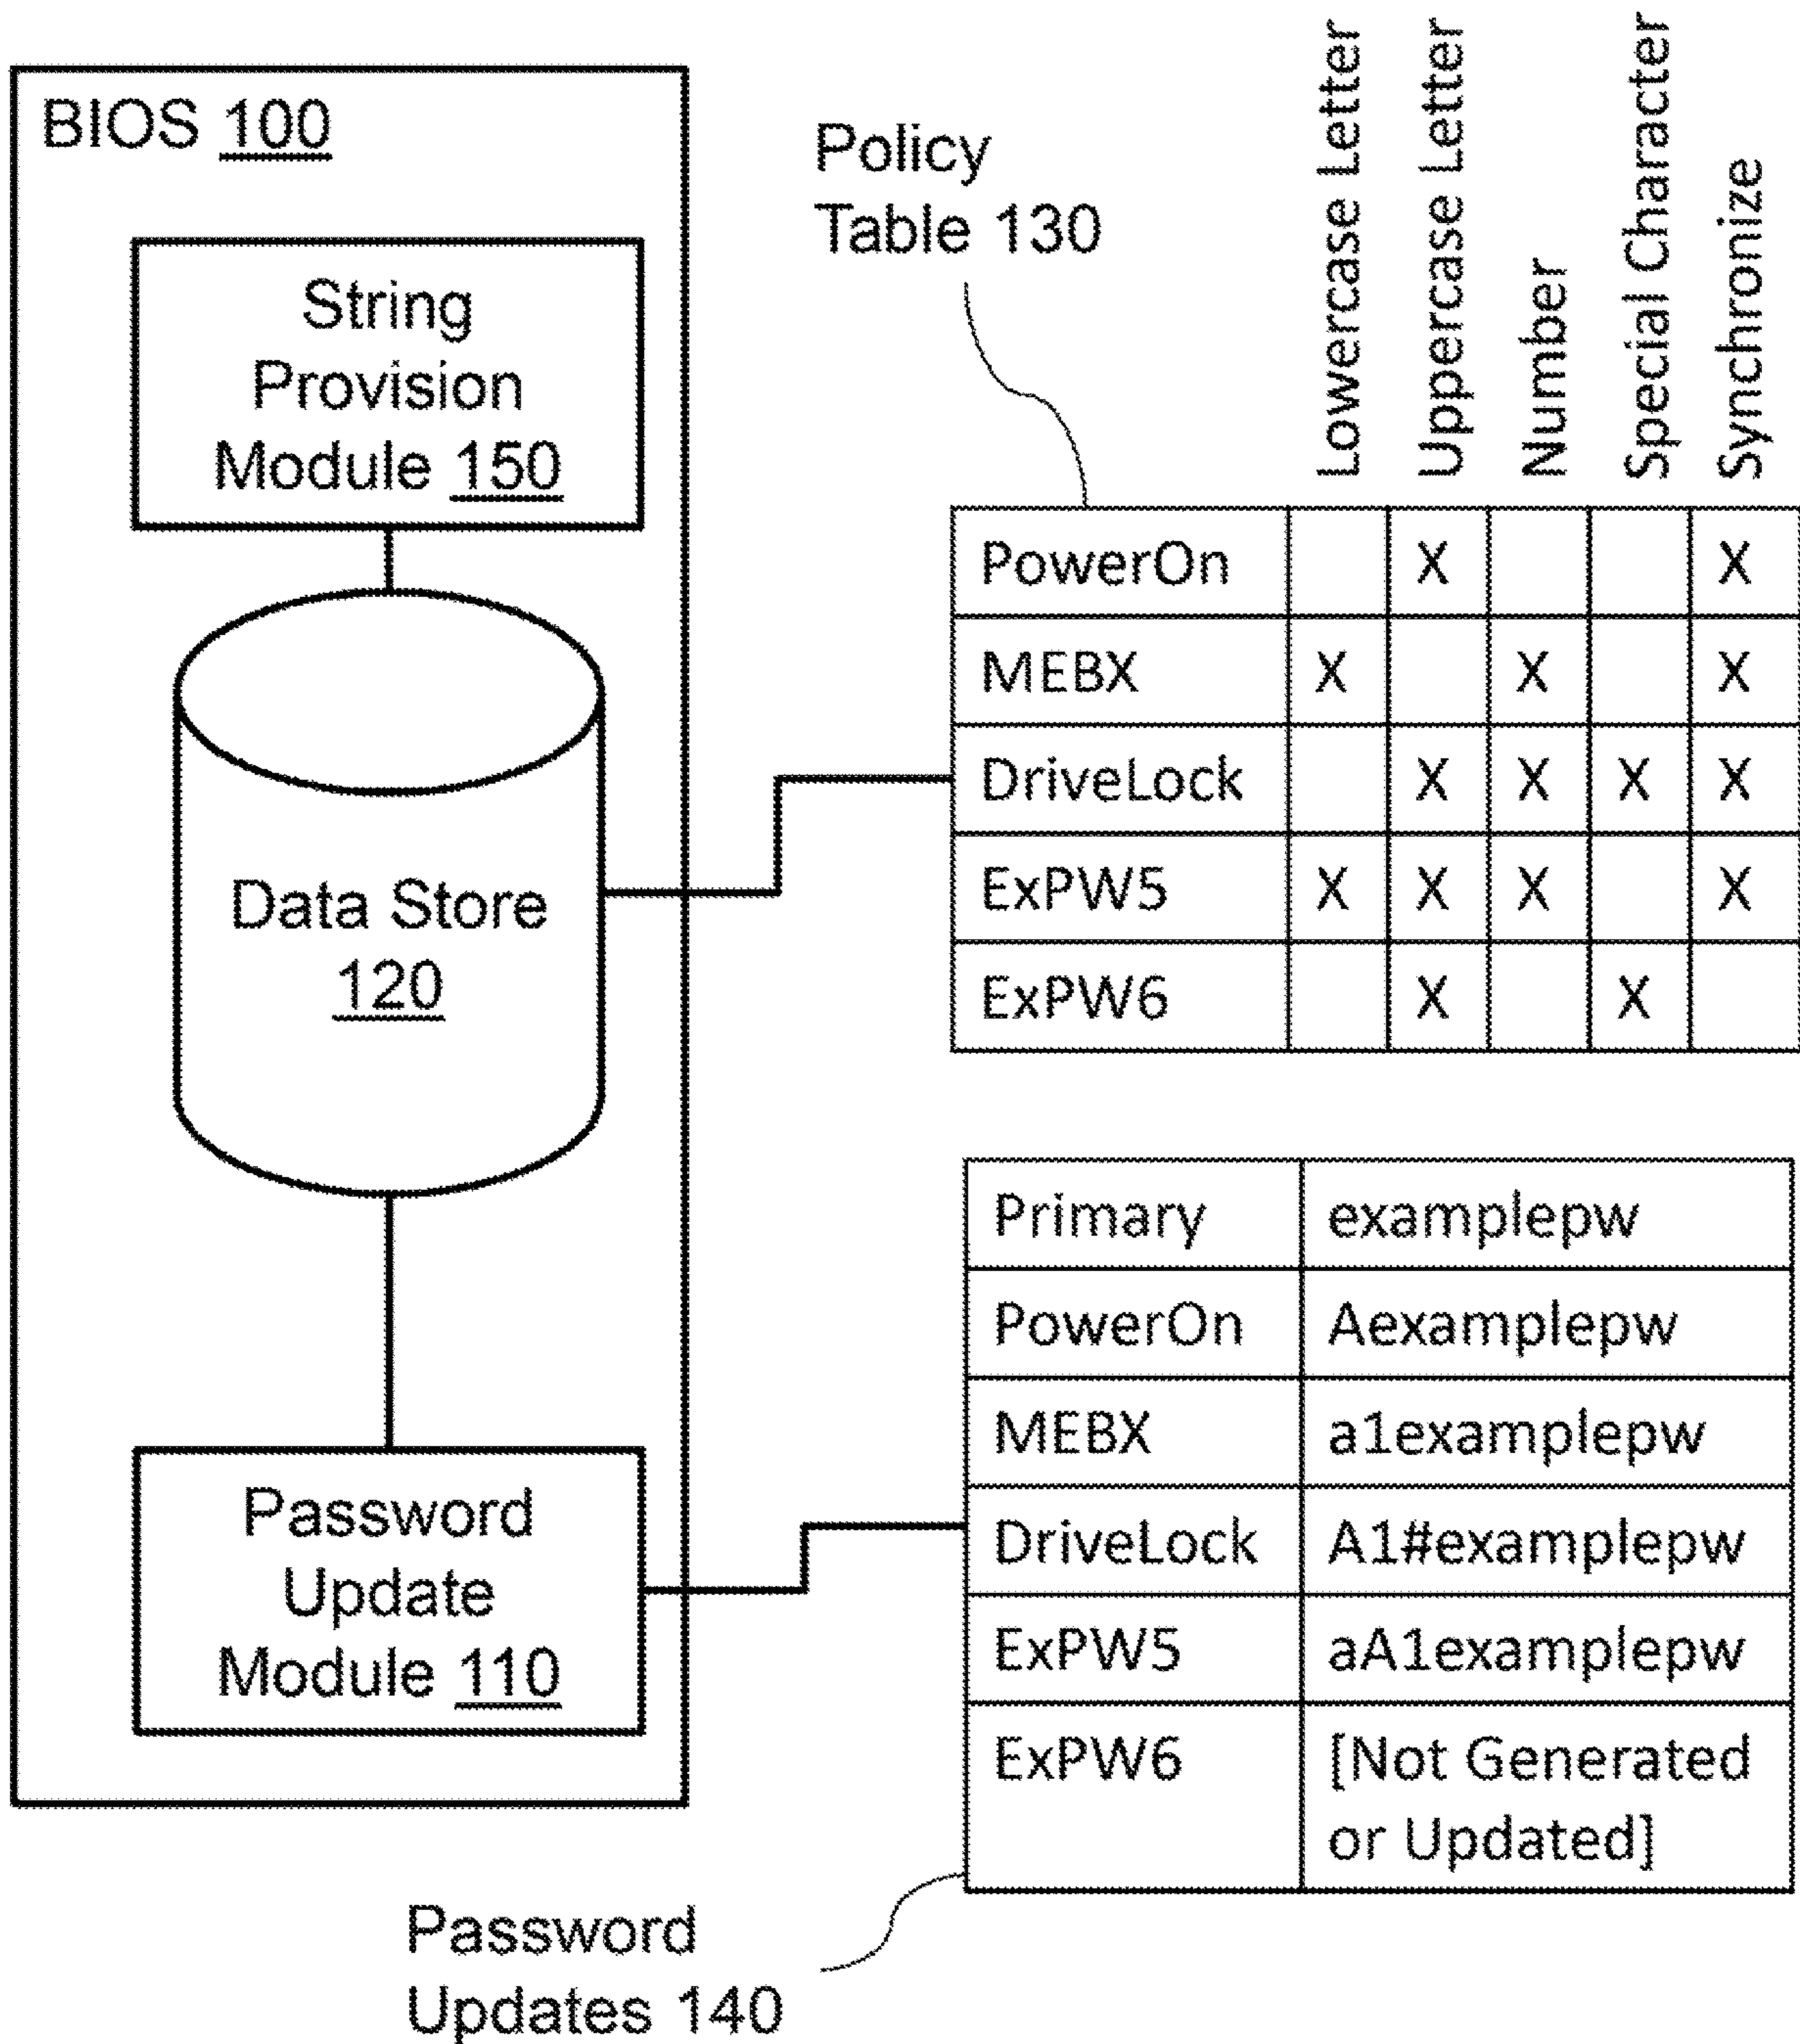 BIOS 100
String
Provision
Module 150
Data Store
120
Password
Update
Module 110
Policy
Table 130
Lowercase Letter
Uppercase Letter
Number
Special Character
Synchronize
PowerOn X X
MEBX X X X
DriveLock X X X X
ExPW5 X X X X
ExPW6 X X
Primary examplepw
PowerOn Aexamplepw
MEBX a1examplepw
DriveLock A1#examplepw
ExPW5 aA1examplepw
ExPW6 [Not Generated
or Updated]
Password
Updates 140